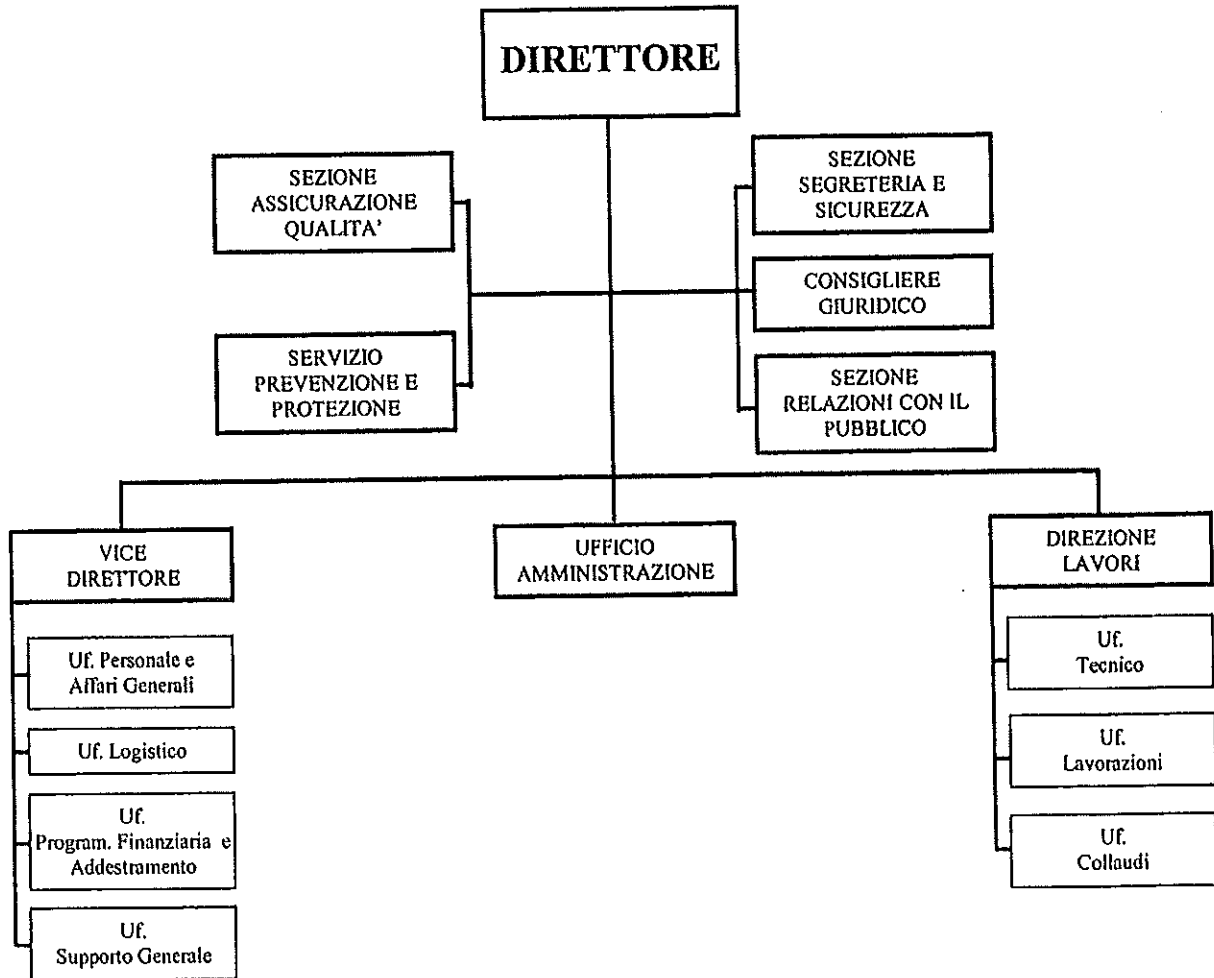 DIRETTORE
SEZIONE
ASSICURAZIONE
QUALITA'
SEZIONE
SEGRETERIA E
SICUREZZA
CONSIGLIERE
GIURIDICO
SERVIZIO
PREVENZIONE E
PROTEZIONE
SEZIONE
RELAZIONI CON IL
PUBBLICO
VICE
DIRETTORE
UFFICIO
AMMINISTRAZIONE
DIREZIONE
LAVORI
Uf. Personale e
Affari Generali
Uf. Logistico
Uf.
Program. Finanziaria e
Addestramento
Uf.
Supporto Generale
Uf.
Tecnico
Uf.
Lavorazioni
Uf.
Collaudi